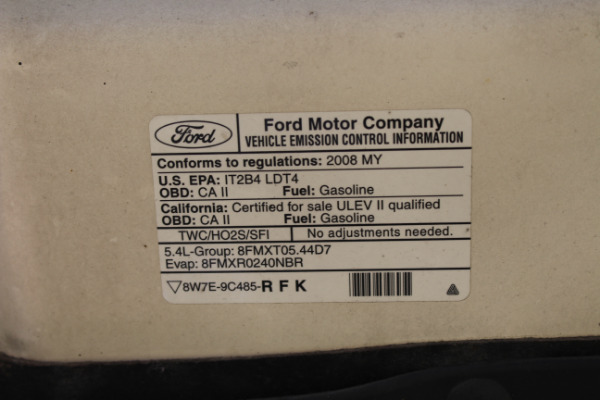 Ford
Ford Motor Company
VEHICLE EMISSION CONTROL INFORMATION
Conforms to regulations: 2008 MY
U.S. EPA: IT2B4 LDT4
OBD: CA II Fuel: Gasoline
California: Certified for sale ULEV II qualified
OBD: CA II Fuel: Gasoline
TWC/HO2S/SFI No adjustments needed.
5.4L-Group: 8FMXT05.44D7
Evap: 8FMXR0240NBR
▽8W7E-9C485-R F K